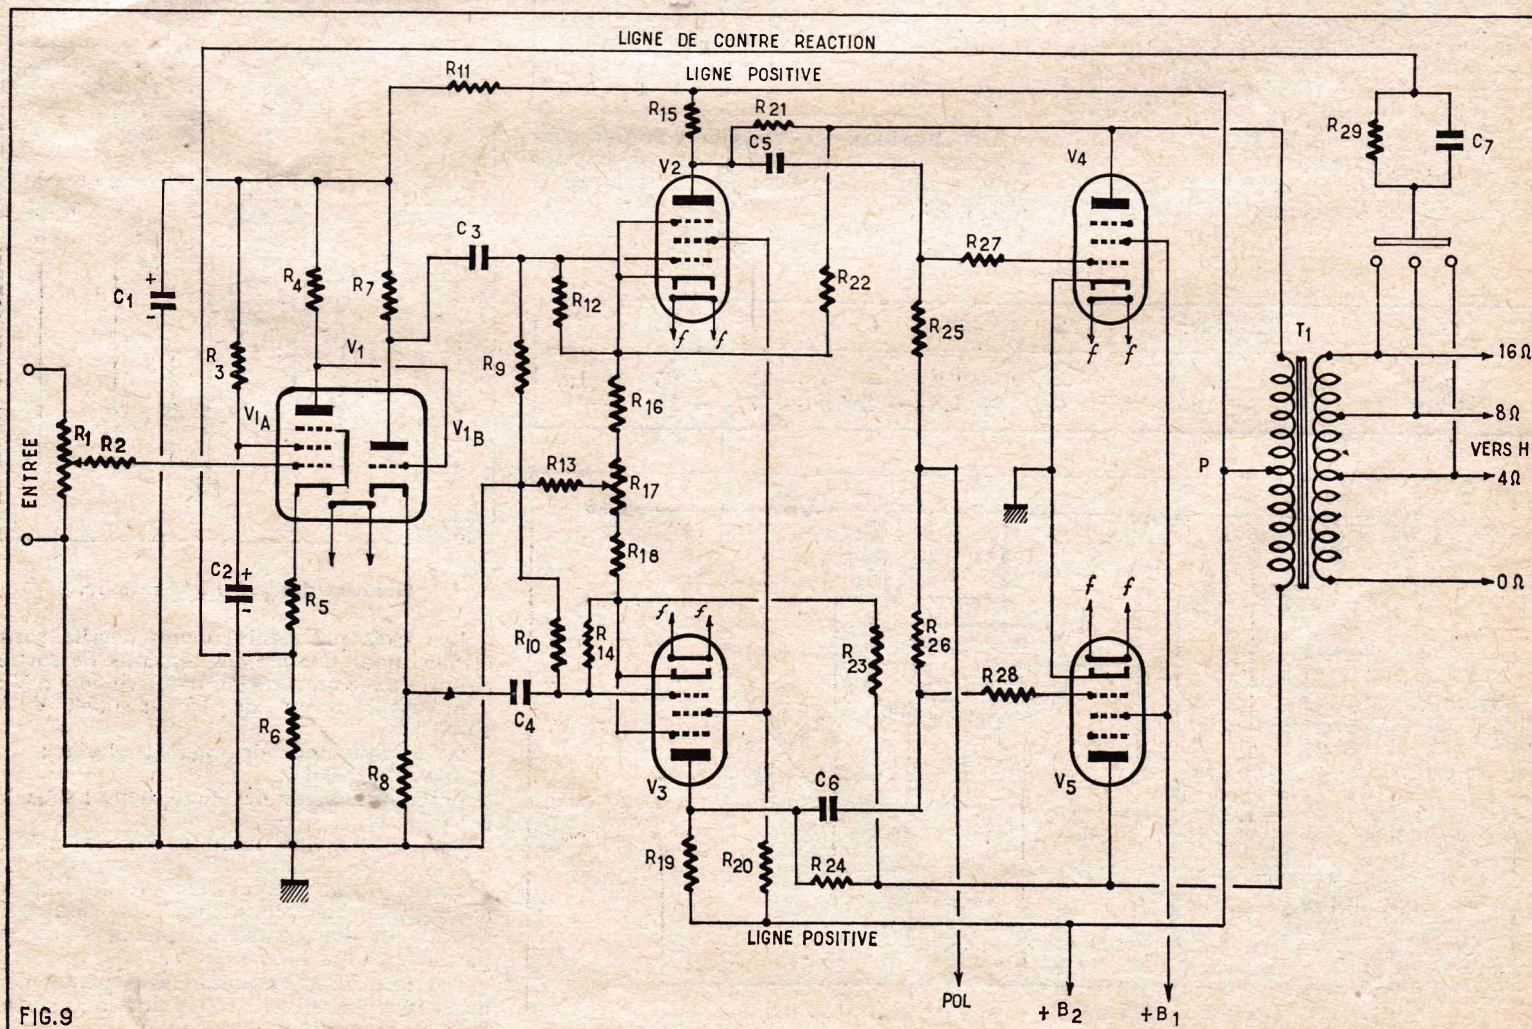 LIGNE DE CONTRE REACTION
LIGNE POSITIVE
R11
R15
R21
C5
V2
V4
R29
C7
C3
R27
C1
+
-
R4
R7
R12
R22
R25
T1
16Ω
V1
R3
R9
R16
8Ω
V1A
V1B
R1
R2
R13
R17
P
VERS H
4Ω
ENTREE
R18
C2
+
-
R5
0Ω
R10
R14
R23
R26
R28
C4
R6
R8
V3
C6
V5
R19
R20
R24
f f
f f
f f
f f
LIGNE POSITIVE
POL
+ B2
+ B1
FIG.9